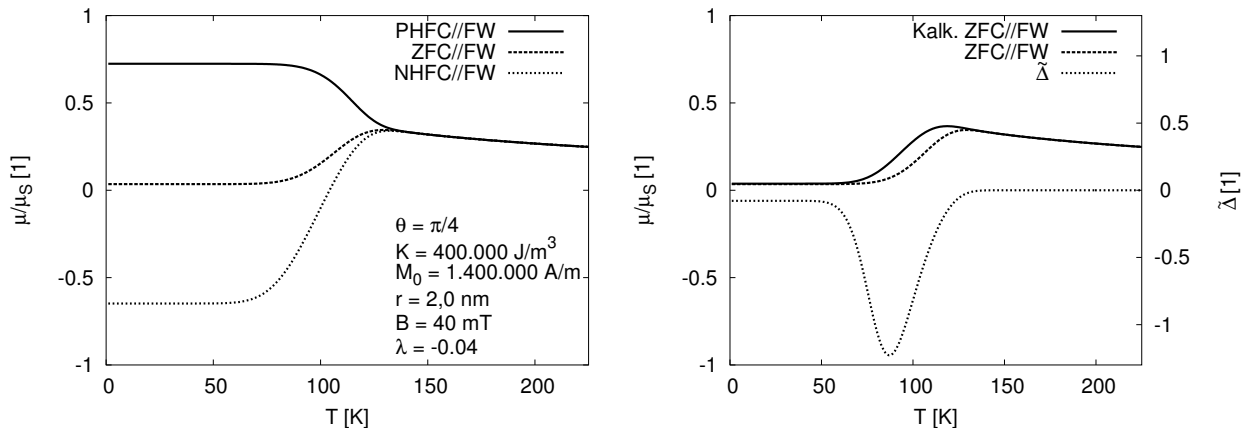 1
0.5
0
-0.5
-1
μ/μ_S [1]
0
50
100
150
200
T [K]
PHFC//FW
ZFC//FW
NHFC//FW
θ = π/4
K = 400.000 J/m³
M_0 = 1.400.000 A/m
r = 2,0 nm
B = 40 mT
λ = -0.04
1
0.5
0
-0.5
-1
μ/μ_S [1]
0
50
100
150
200
T [K]
Kalk. ZFC//FW
ZFC//FW
Δ̃
1
0.5
0
-0.5
-1
Δ̃ [1]